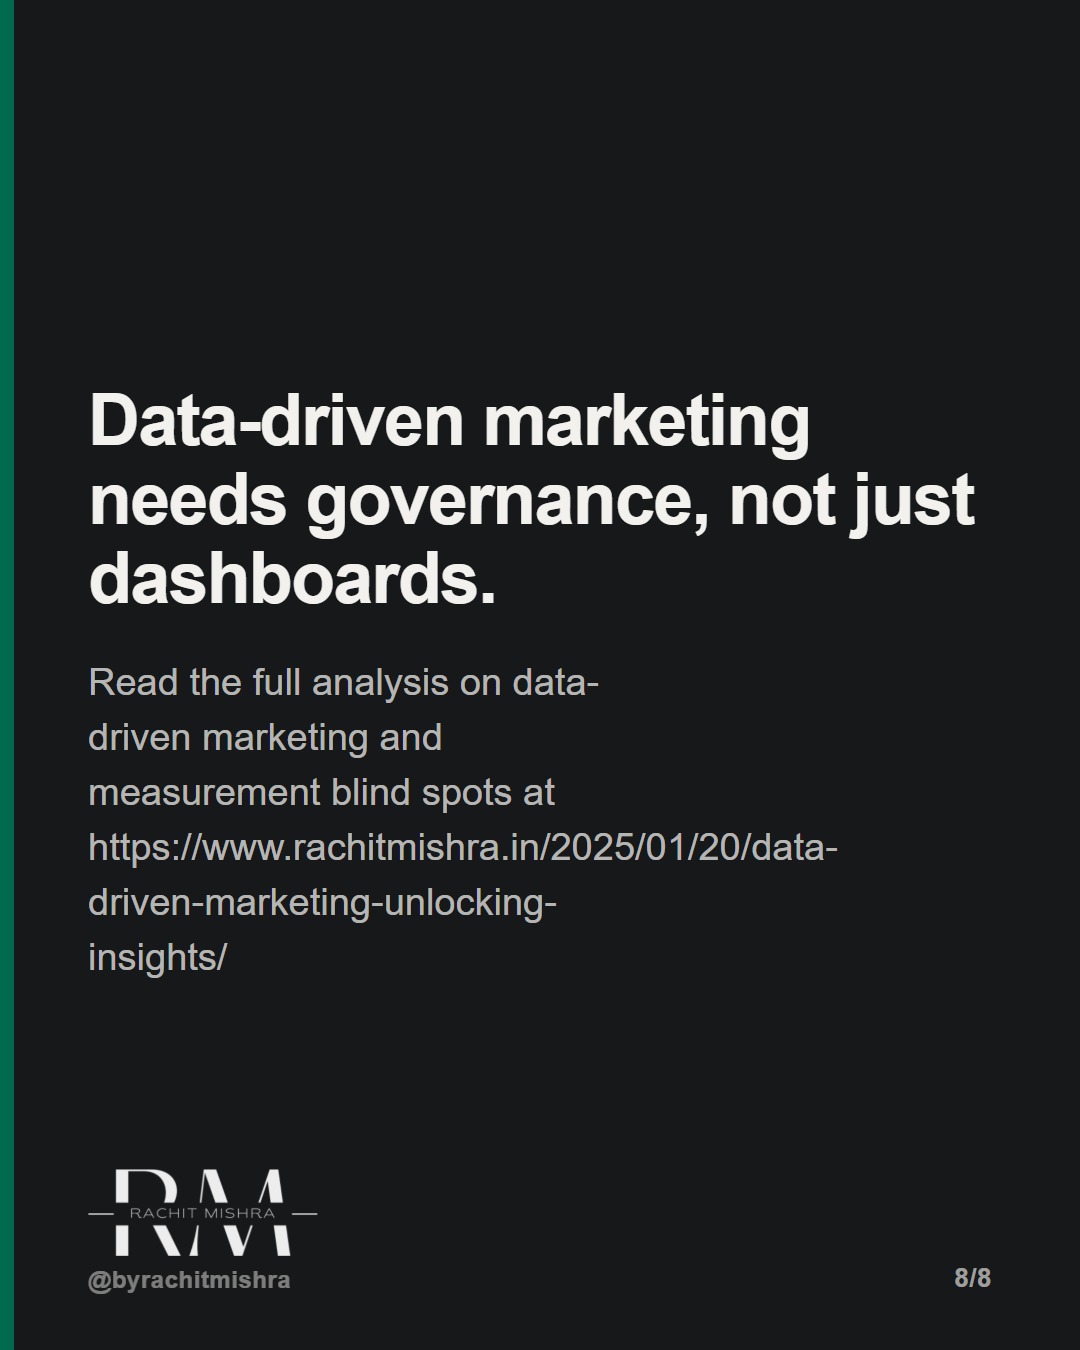 Data-driven marketing
needs governance, not just
dashboards.
Read the full analysis on data-
driven marketing and
measurement blind spots at
https://www.rachitmishra.in/2025/01/20/data-
driven-marketing-unlocking-
insights/
RM
RACHIT MISHRA
@byrachitmishra
8/8